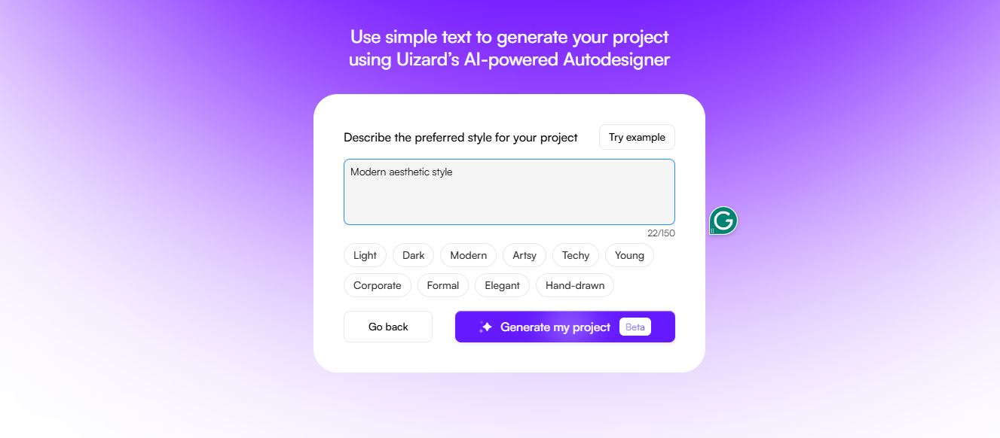 Use simple text to generate your project
using Uizard’s AI-powered Autodesigner
Describe the preferred style for your project
Try example
Modern aesthetic style
22/150
G
Light Dark Modern Artsy Techy Young
Corporate Formal Elegant Hand-drawn
Go back
Generate my project Beta